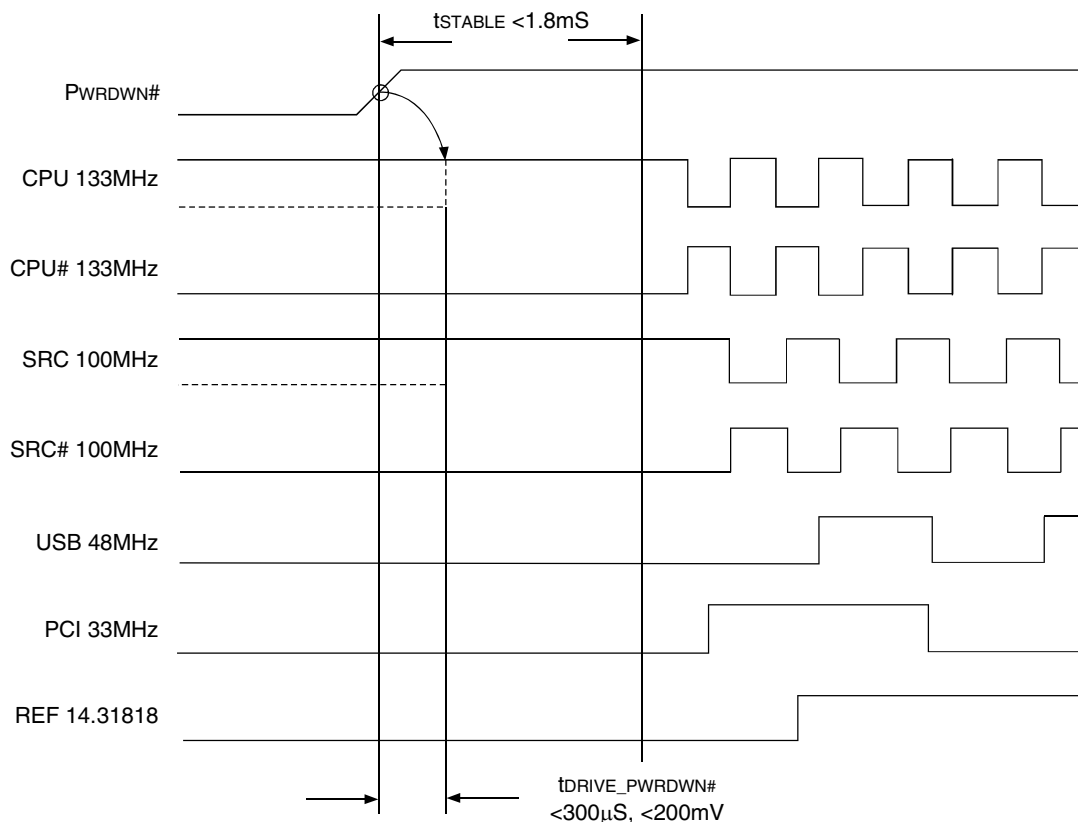 tSTABLE <1.8mS
PWRDWN#
CPU 133MHz
CPU# 133MHz
SRC 100MHz
SRC# 100MHz
USB 48MHz
PCI 33MHz
REF 14.31818
tDRIVE_PWRDWN#
<300μS, <200mV